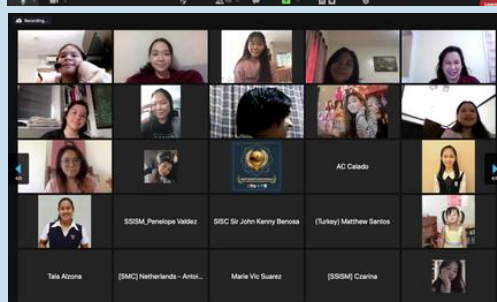 Recording...
AC Calado
SSISM_Penelope Valdez
SISC Sir John Kenny Benosa
(Turkey) Matthew Santos
Tala Alzona
[SMC] Netherlands - Antoi...
Marie Vic Suarez
[SSISM] Czarina